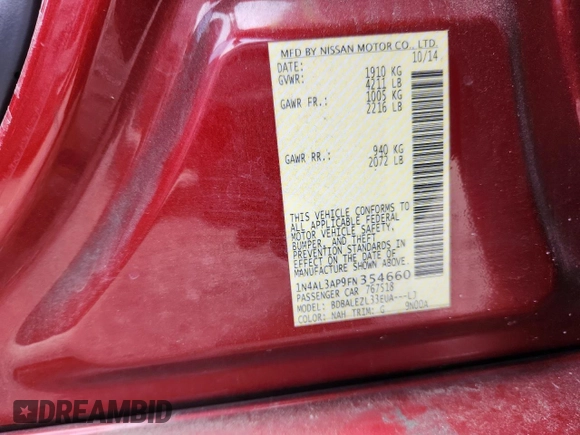 MFD BY NISSAN MOTOR CO., LTD.
DATE: 10/14
GVWR: 1910 KG
4211 LB
GAWR FR.: 1005 KG
2216 LB
GAWR RR.: 940 KG
2072 LB
THIS VEHICLE CONFORMS TO
ALL APPLICABLE FEDERAL
MOTOR VEHICLE SAFETY,
BUMPER, AND THEFT
PREVENTION STANDARDS IN
EFFECT ON THE DATE OF
MANUFACTURE SHOWN ABOVE.
1N4AL3AP9FN354660
PASSENGER CAR 767518
MODEL: BDBALEZL33EUA---LJ
COLOR: NAH TRIM: G
DREAMBID